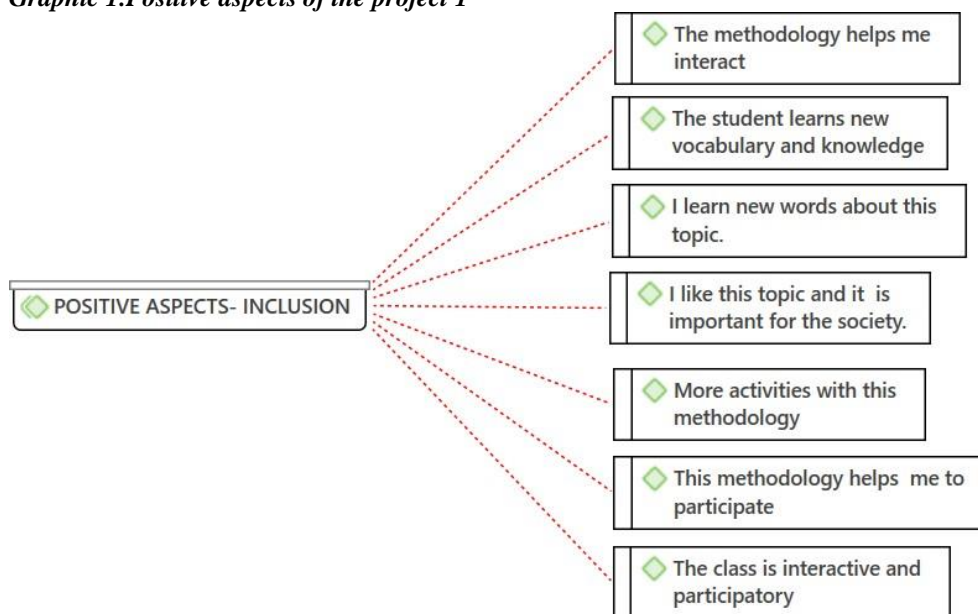 Graphic 1.Positive aspects of the project 1
The methodology helps me
interact
The student learns new
vocabulary and knowledge
I learn new words about this
topic.
POSITIVE ASPECTS- INCLUSION
I like this topic and it is
important for the society.
More activities with this
methodology
This methodology helps me to
participate
The class is interactive and
participatory